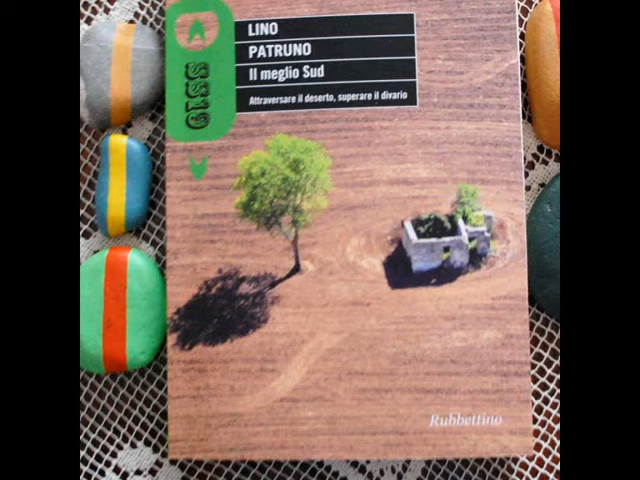 LINO
PATRUNO
Il meglio Sud
Attraversare il deserto, superare il divario
SS19
Rubbettino